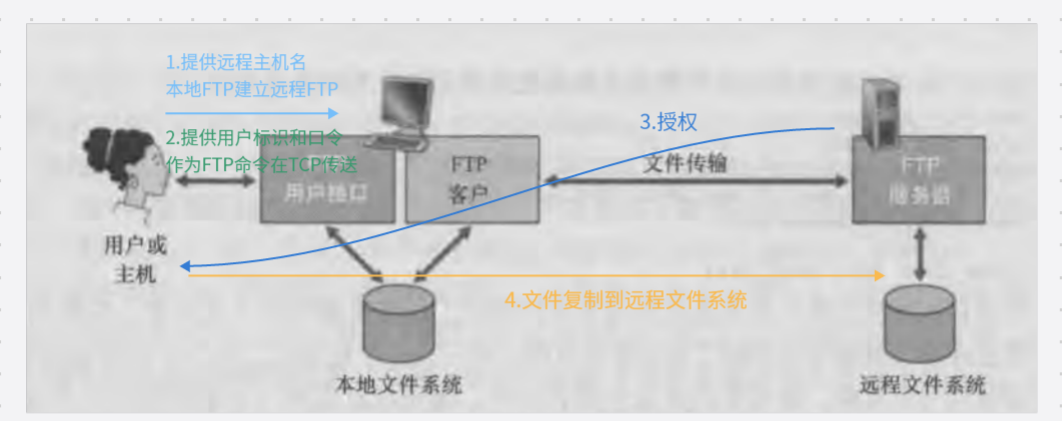 1.提供远程主机名
本地FTP建立远程FTP
2.提供用户标识和口令
作为FTP命令在TCP传送
3.授权
用户接口
FTP
客户
文件传输
FTP
服务器
用户或
主机
4.文件复制到远程文件系统
本地文件系统
远程文件系统